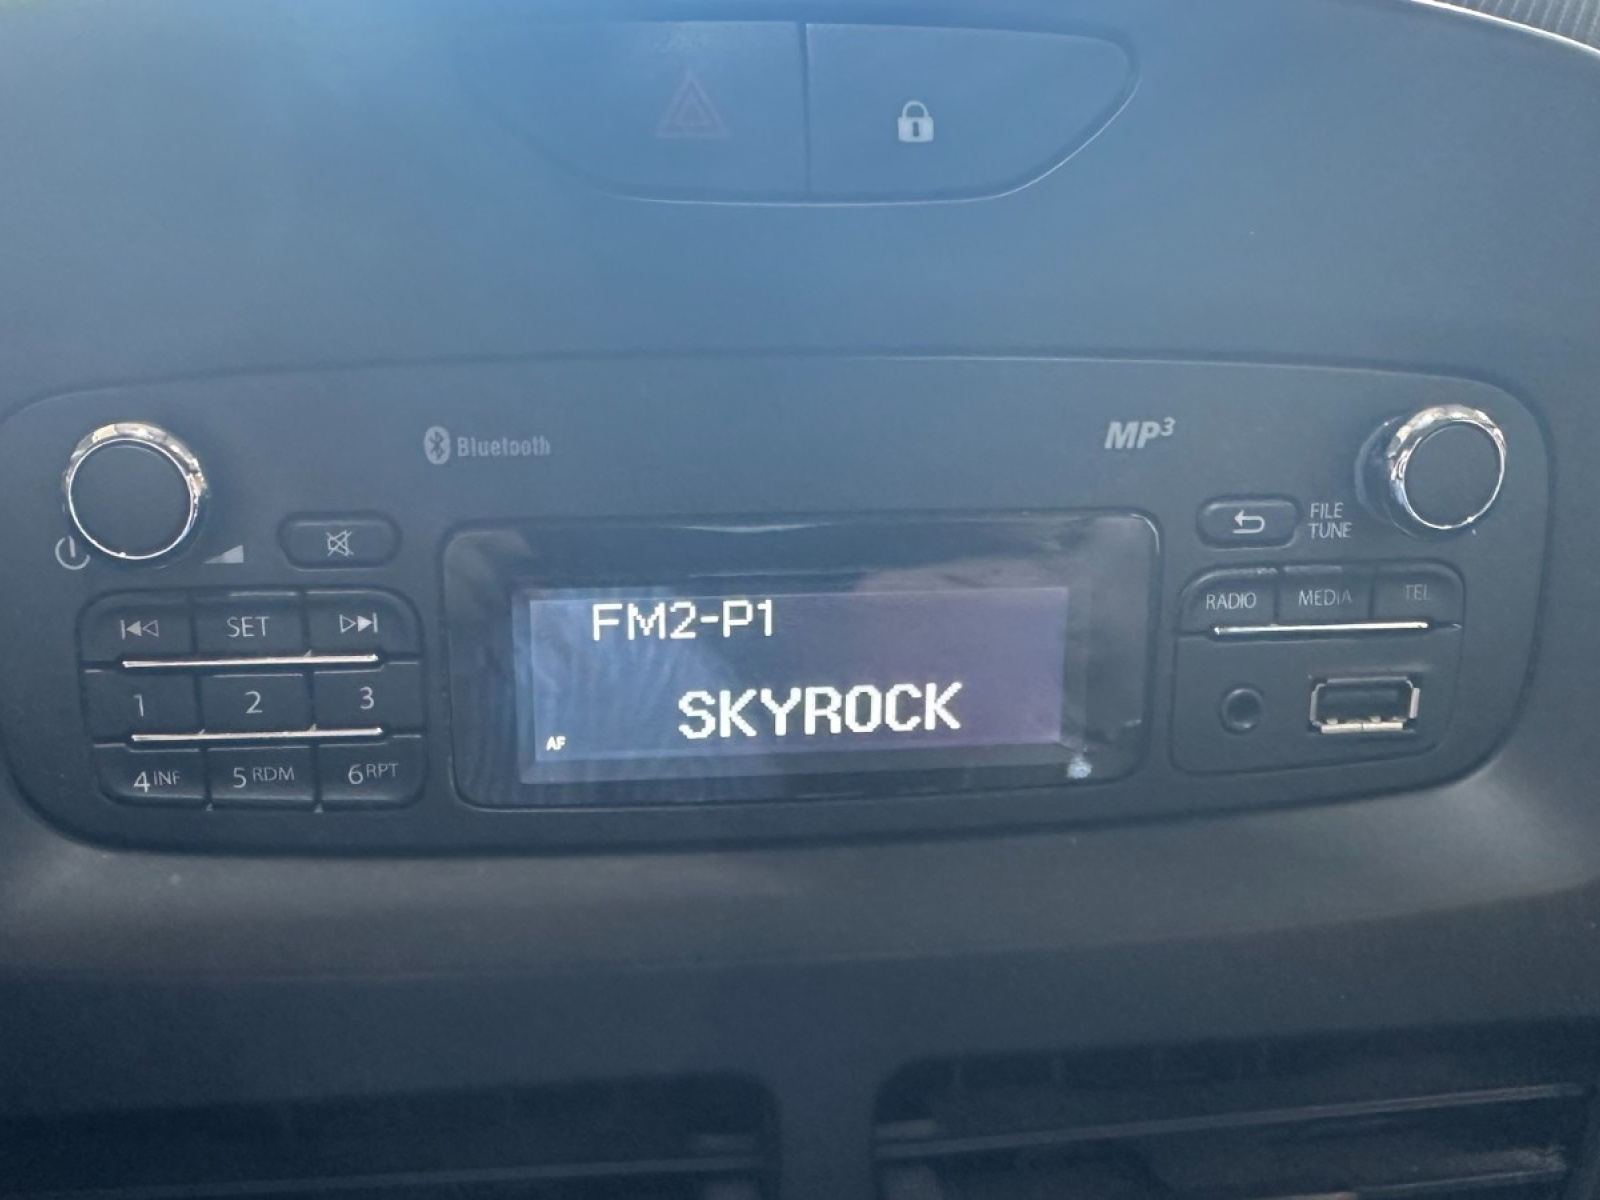 Bluetooth
MP3
FILE
TUNE
RADIO MEDIA TEL
SET
FM2-P1
1 2 3
SKYROCK
AF
4 INF 5 RDM 6 RPT